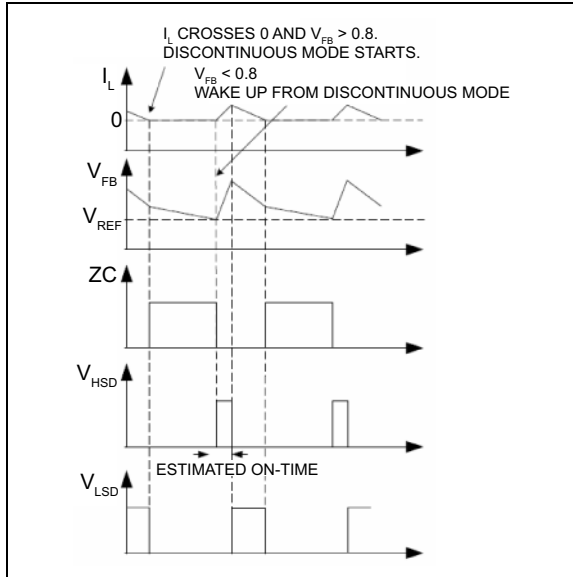 I_L CROSSES 0 AND V_FB > 0.8.
DISCONTINUOUS MODE STARTS.
V_FB < 0.8
WAKE UP FROM DISCONTINUOUS MODE
I_L
0
V_FB
V_REF
ZC
V_HSD
ESTIMATED ON-TIME
V_LSD